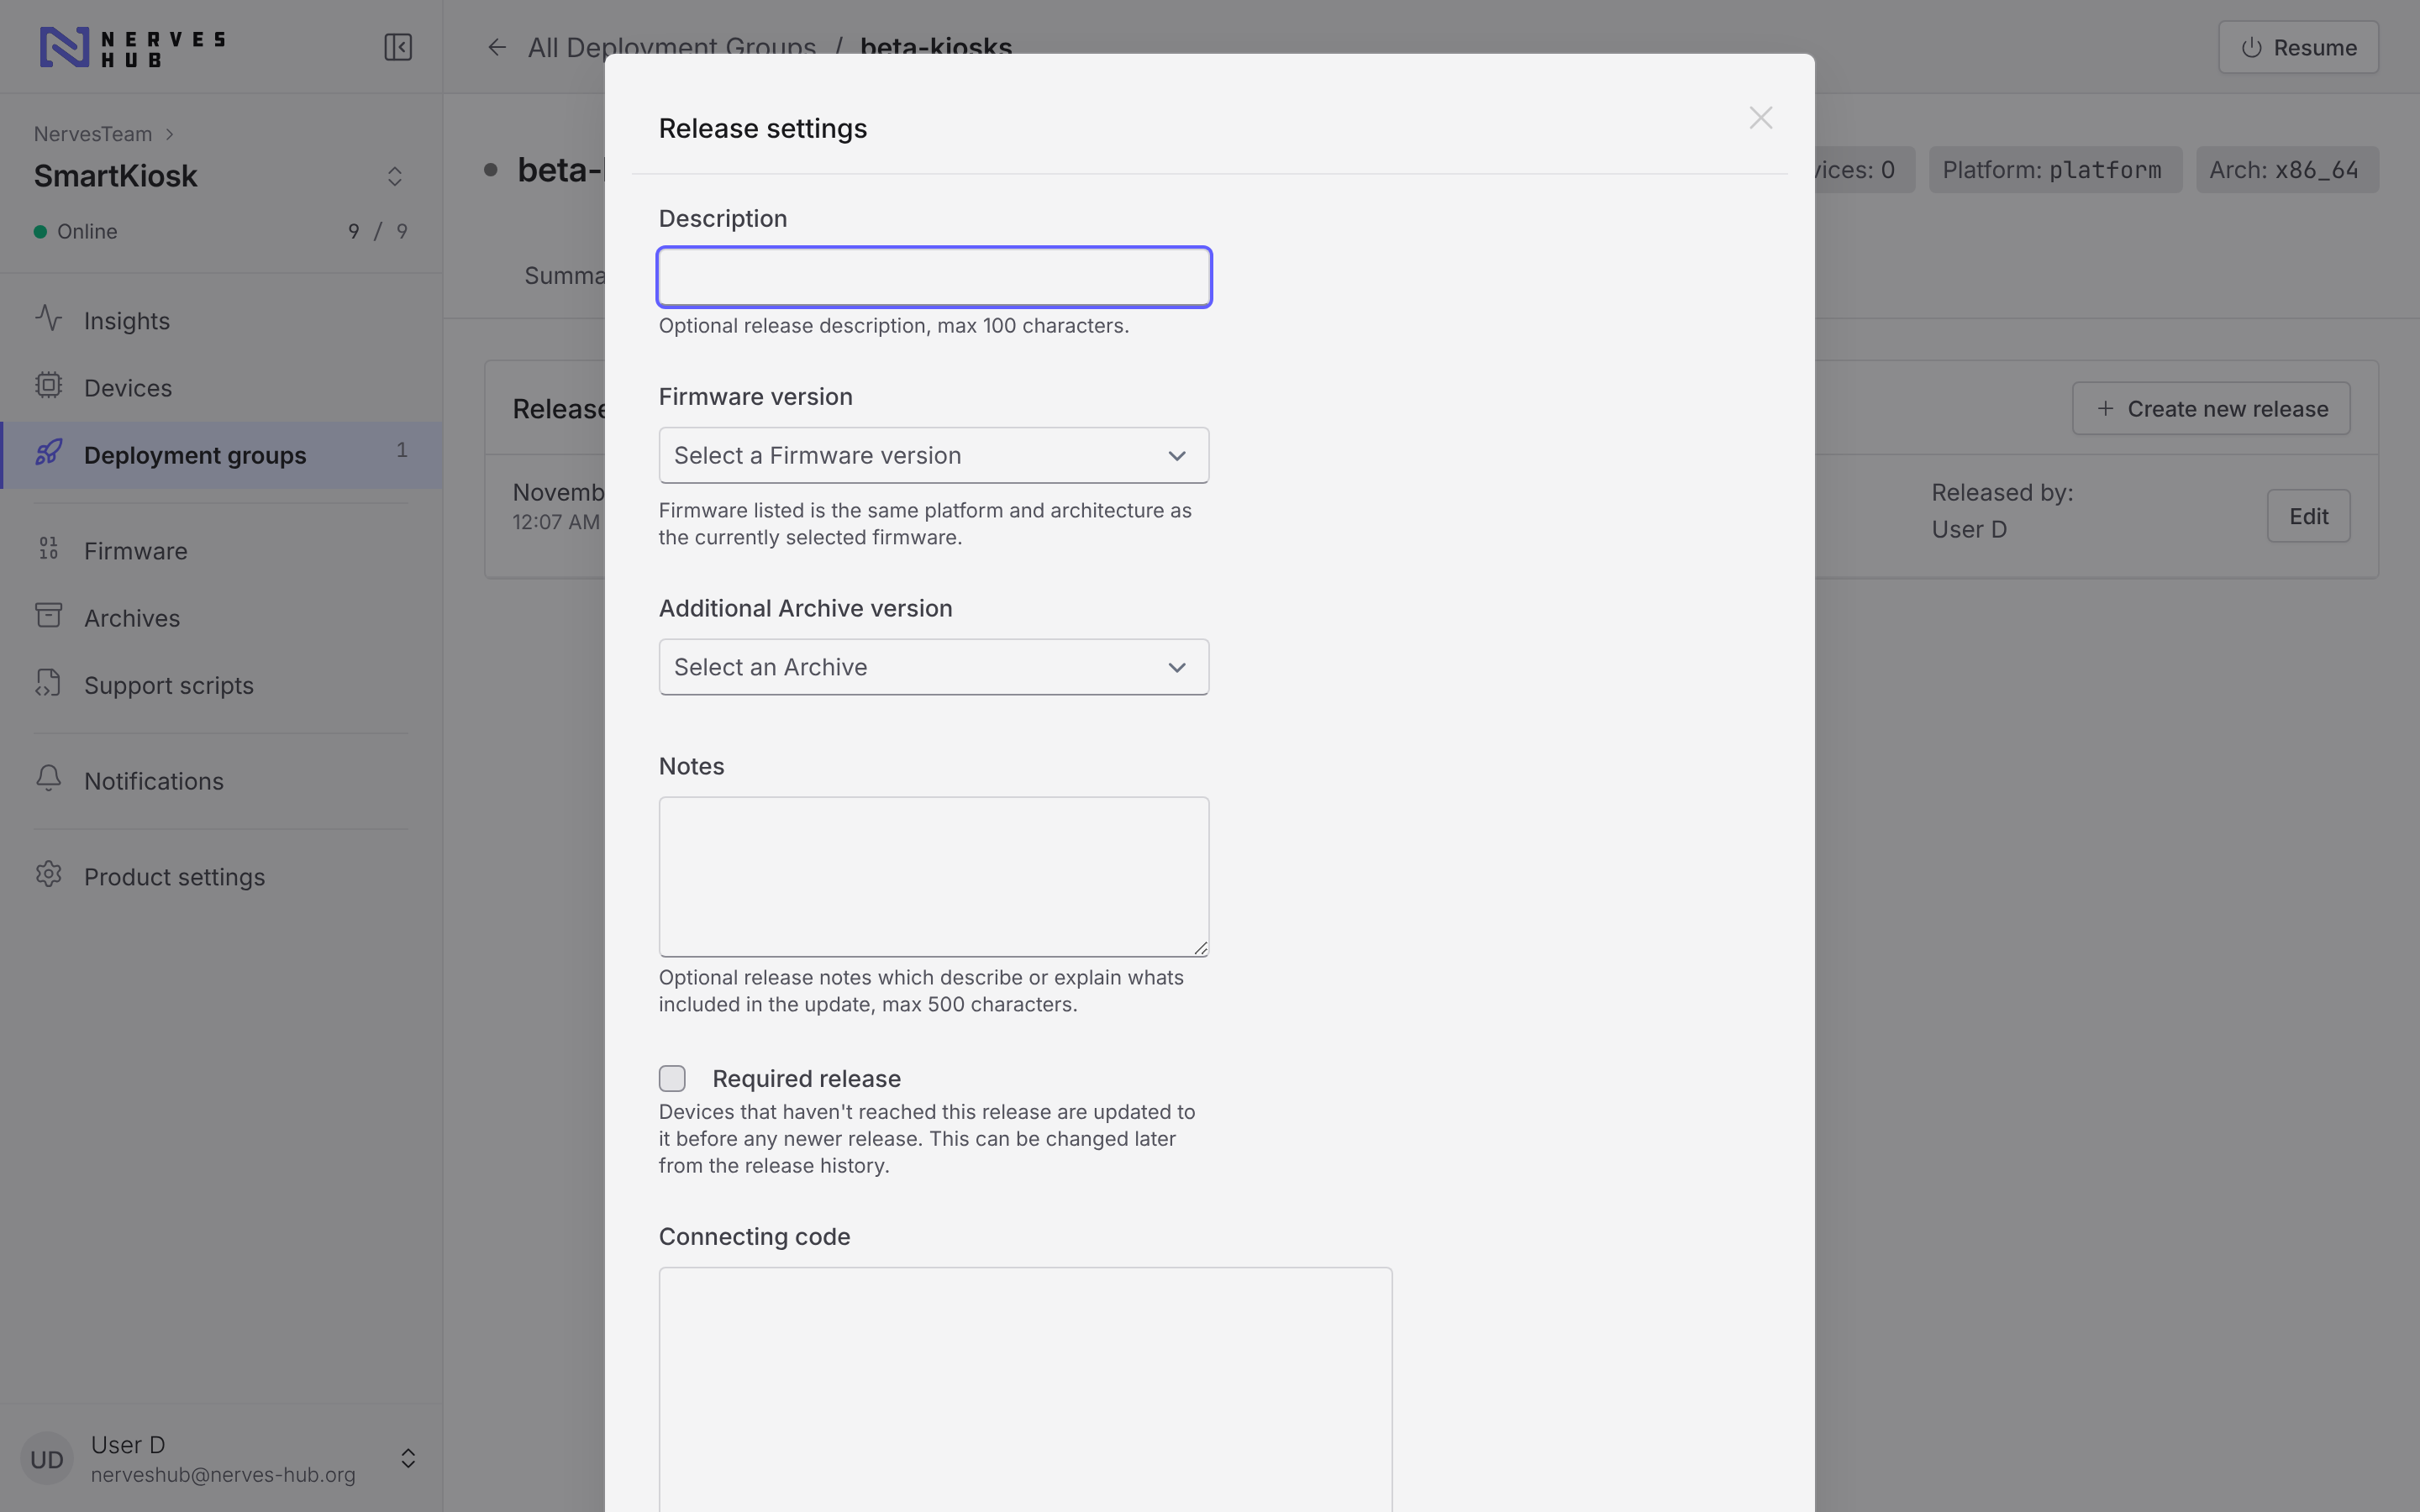 NERVES
HUB
All Deployment Groups / beta-kiosks
Resume
NervesTeam
SmartKiosk
Online 9 / 9
Insights
Devices
Deployment groups 1
Firmware
Archives
Support scripts
Notifications
Product settings
UD
User D
nerveshub@nerves-hub.org
beta-
Platform: platform
Arch: x86_64
Release
Create new release
12:07 AM
Released by:
User D
Edit
Release settings
Description
Optional release description, max 100 characters.
Firmware version
Select a Firmware version
Firmware listed is the same platform and architecture as
the currently selected firmware.
Additional Archive version
Select an Archive
Notes
Optional release notes which describe or explain whats
included in the update, max 500 characters.
Required release
Devices that haven't reached this release are updated to
it before any newer release. This can be changed later
from the release history.
Connecting code